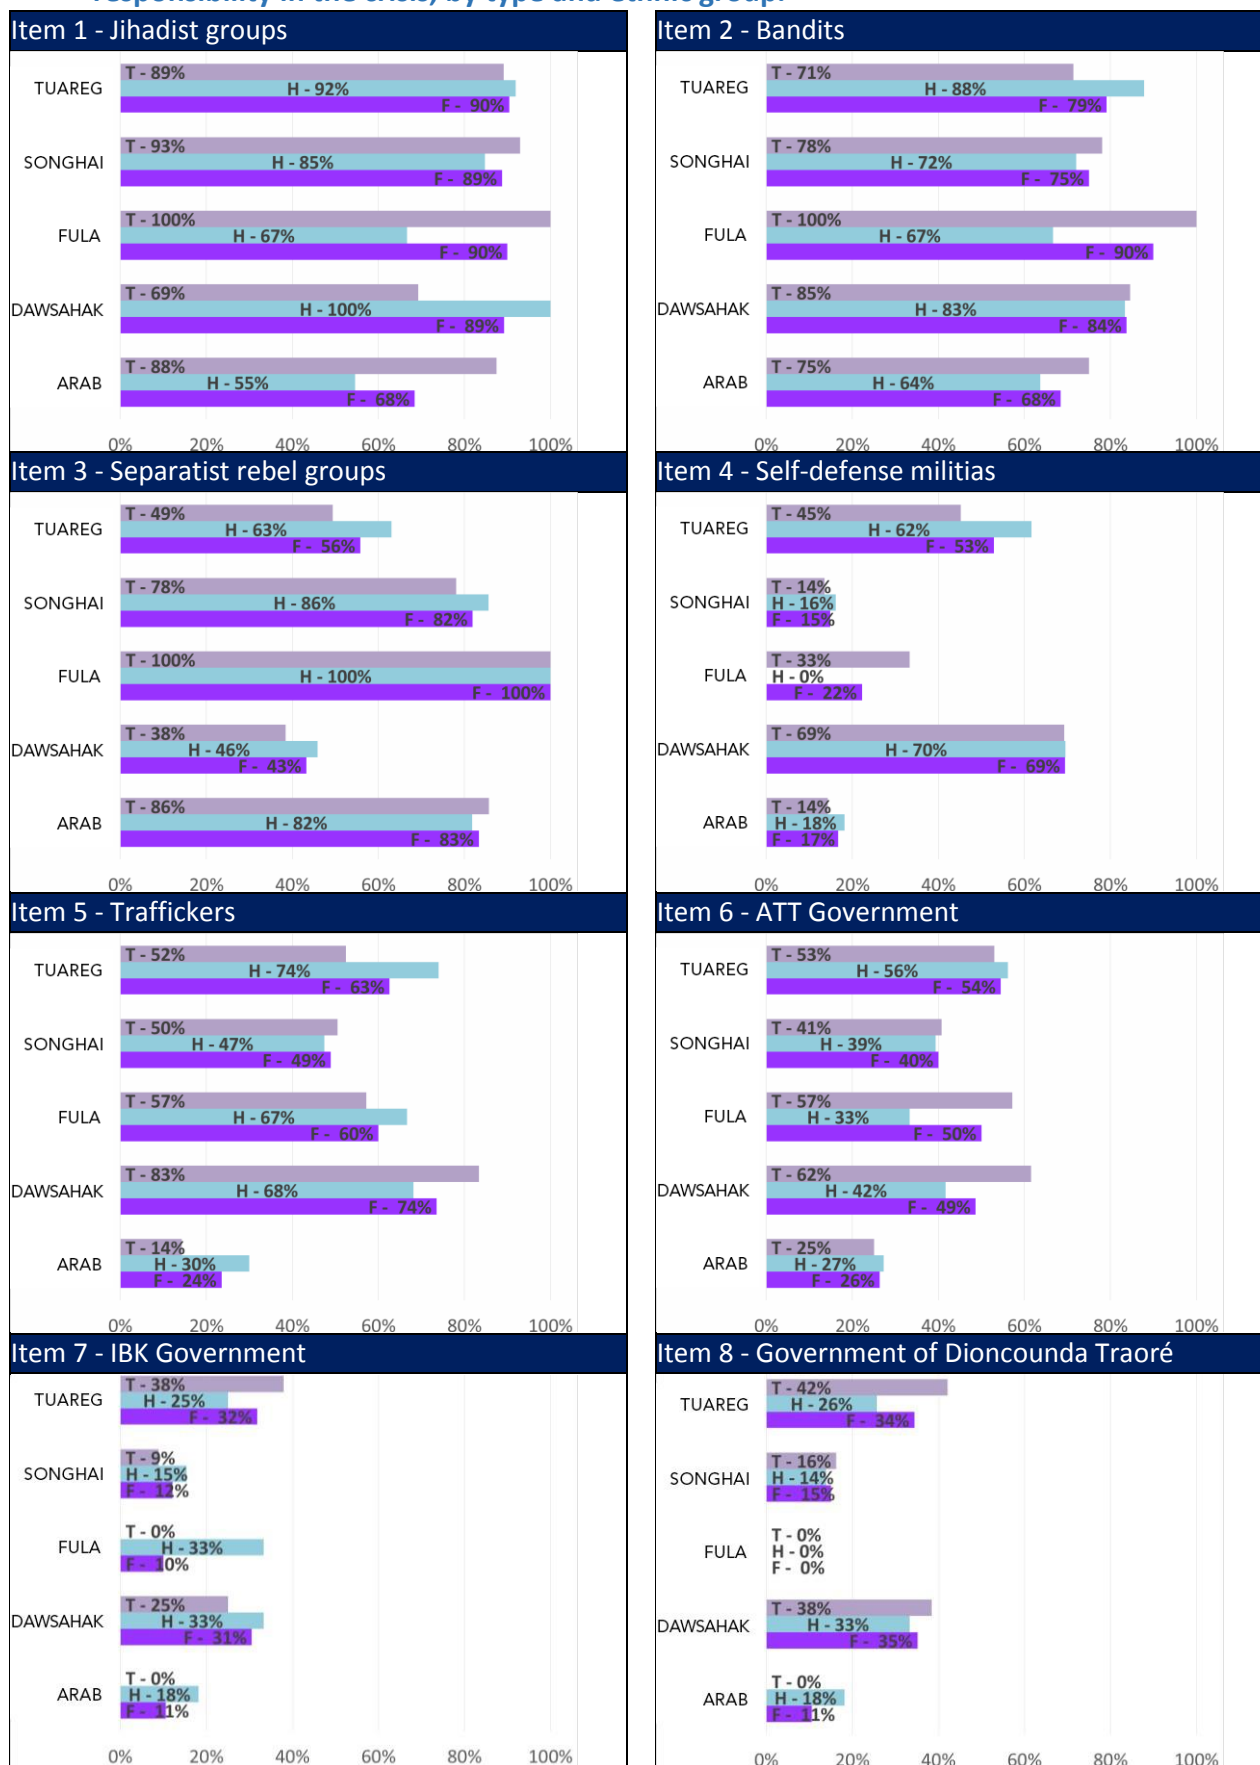 responsibility in the crisis, by type and ethnic group.
Item 1 - Jihadist groups
TUAREG
T - 89%
H - 92%
F - 90%
SONGHAI
T - 93%
H - 85%
F - 89%
FULA
T - 100%
H - 67%
F - 90%
DAWSAHAK
T - 69%
H - 100%
F - 89%
ARAB
T - 88%
H - 55%
F - 68%
0% 20% 40% 60% 80% 100%
Item 2 - Bandits
TUAREG
T - 71%
H - 88%
F - 79%
SONGHAI
T - 78%
H - 72%
F - 75%
FULA
T - 100%
H - 67%
F - 90%
DAWSAHAK
T - 85%
H - 83%
F - 84%
ARAB
T - 75%
H - 64%
F - 68%
0% 20% 40% 60% 80% 100%
Item 3 - Separatist rebel groups
TUAREG
T - 49%
H - 63%
F - 56%
SONGHAI
T - 78%
H - 86%
F - 82%
FULA
T - 100%
H - 100%
F - 100%
DAWSAHAK
T - 38%
H - 46%
F - 43%
ARAB
T - 86%
H - 82%
F - 83%
0% 20% 40% 60% 80% 100%
Item 4 - Self-defense militias
TUAREG
T - 45%
H - 62%
F - 53%
SONGHAI
T - 14%
H - 16%
F - 15%
FULA
T - 33%
H - 0%
F - 22%
DAWSAHAK
T - 69%
H - 70%
F - 69%
ARAB
T - 14%
H - 18%
F - 17%
0% 20% 40% 60% 80% 100%
Item 5 - Traffickers
TUAREG
T - 52%
H - 74%
F - 63%
SONGHAI
T - 50%
H - 47%
F - 49%
FULA
T - 57%
H - 67%
F - 60%
DAWSAHAK
T - 83%
H - 68%
F - 74%
ARAB
T - 14%
H - 30%
F - 24%
0% 20% 40% 60% 80% 100%
Item 6 - ATT Government
TUAREG
T - 53%
H - 56%
F - 54%
SONGHAI
T - 41%
H - 39%
F - 40%
FULA
T - 57%
H - 33%
F - 50%
DAWSAHAK
T - 62%
H - 42%
F - 49%
ARAB
T - 25%
H - 27%
F - 26%
0% 20% 40% 60% 80% 100%
Item 7 - IBK Government
TUAREG
T - 38%
H - 25%
F - 32%
SONGHAI
T - 9%
H - 15%
F - 12%
FULA
T - 0%
H - 33%
F - 10%
DAWSAHAK
T - 25%
H - 33%
F - 31%
ARAB
T - 0%
H - 18%
F - 11%
0% 20% 40% 60% 80% 100%
Item 8 - Government of Dioncounda Traoré
TUAREG
T - 42%
H - 26%
F - 34%
SONGHAI
T - 16%
H - 14%
F - 15%
FULA
T - 0%
H - 0%
F - 0%
DAWSAHAK
T - 38%
H - 33%
F - 35%
ARAB
T - 0%
H - 18%
F - 11%
0% 20% 40% 60% 80% 100%